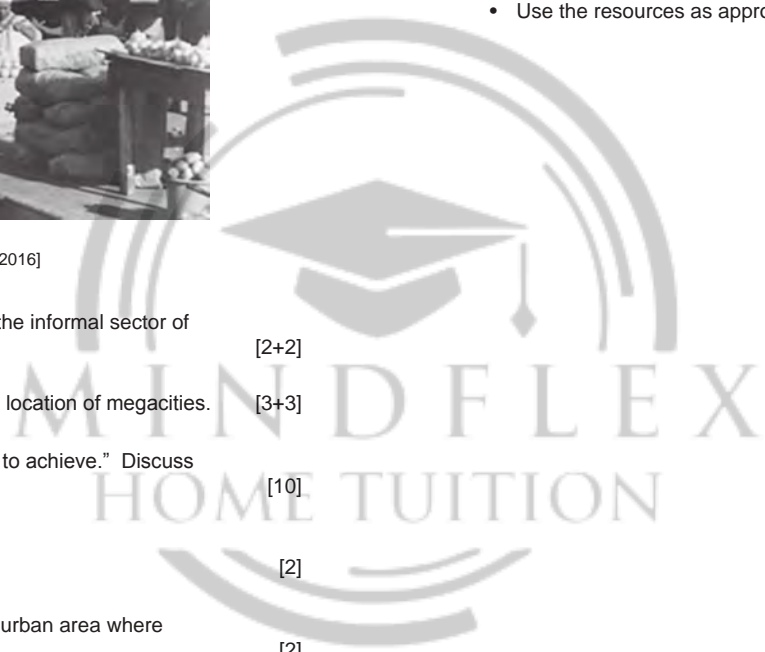 • Use the resources as appro
2016]
the informal sector of
[2+2]
location of megacities. [3+3]
to achieve.” Discuss
[10]
[2]
urban area where
[2]
MINDFLEX
HOME TUITION